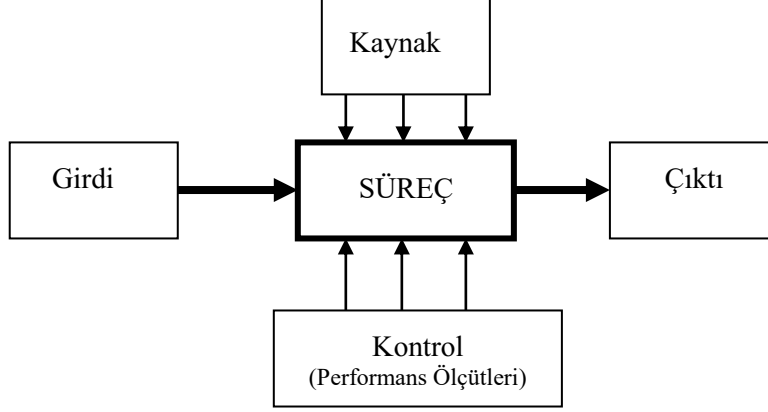 Kaynak
Girdi
SÜREÇ
Çıktı
Kontrol
(Performans Ölçütleri)